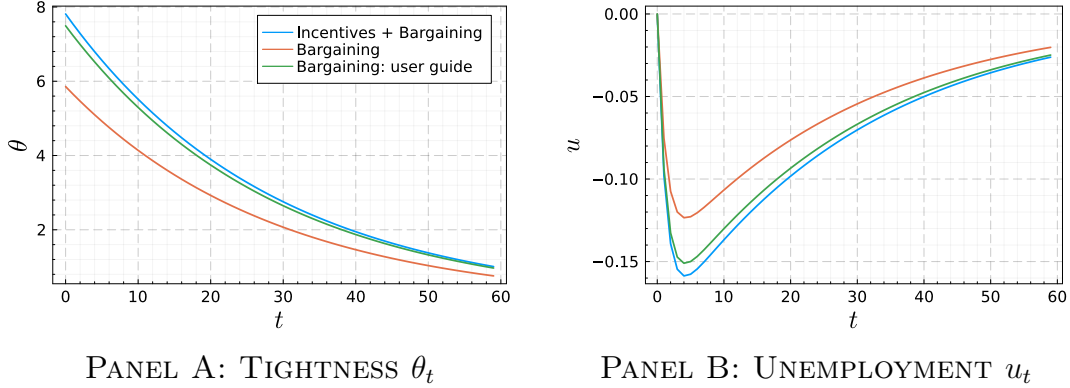 8
6
4
2
θ
0
10
20
30
40
50
60
t
Incentives + Bargaining
Bargaining
Bargaining: user guide
PANEL A: TIGHTNESS θt
0.00
−0.05
−0.10
−0.15
u
0
10
20
30
40
50
60
t
PANEL B: UNEMPLOYMENT ut